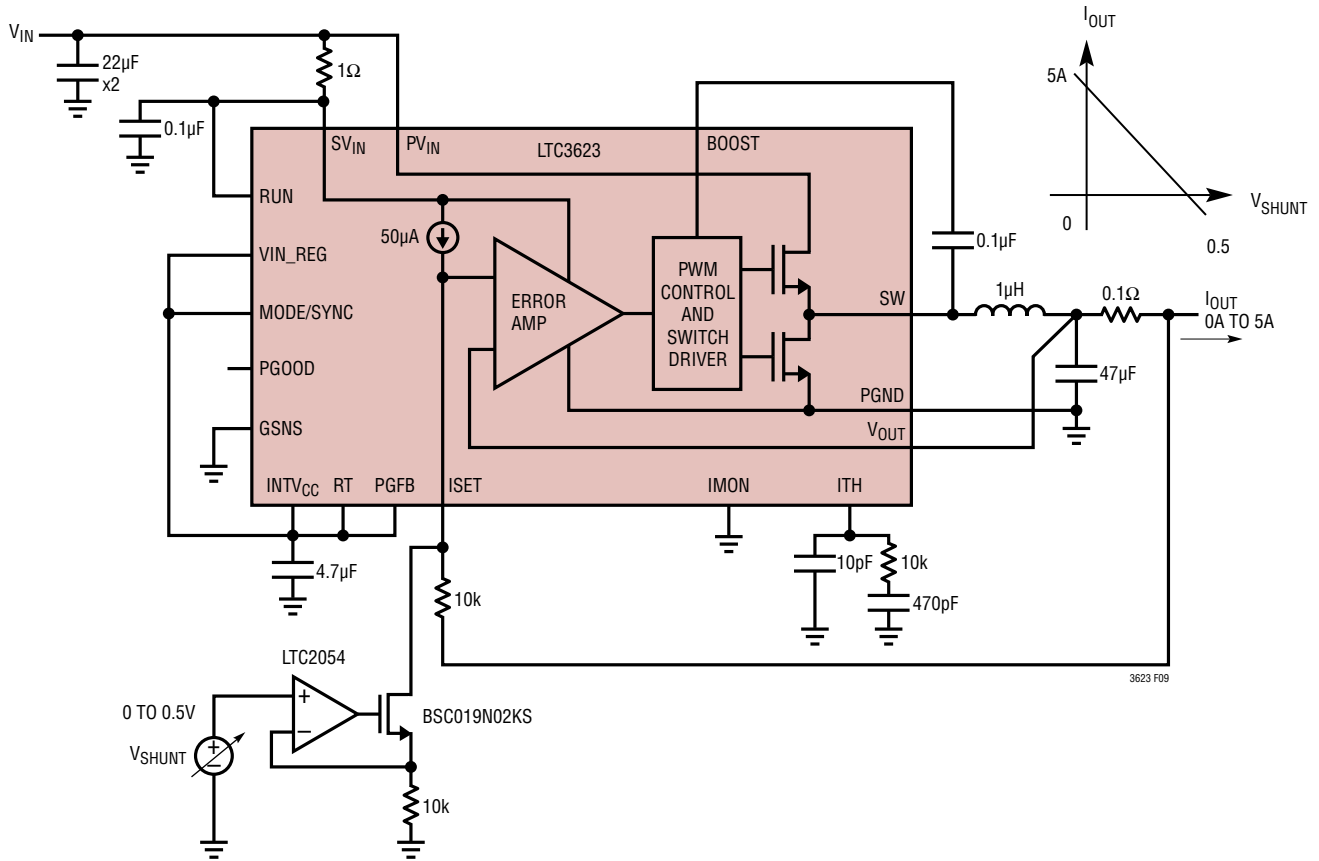 VIN
22µF
x2
1Ω
0.1µF
SVIN
PVIN
LTC3623
BOOST
RUN
VIN_REG
MODE/SYNC
PGOOD
GSNS
50µA
ERROR
AMP
PWM
CONTROL
AND
SWITCH
DRIVER
SW
PGND
VOUT
INTVCC
RT
PGFB
ISET
IMON
ITH
0.1µF
1µH
0.1Ω
IOUT
0A TO 5A
47µF
IOUT
5A
0
VSHUNT
0.5
4.7µF
10k
10pF
10k
470pF
3623 F09
LTC2054
0 TO 0.5V
VSHUNT
+
–
+
–
BSC019N02KS
10k